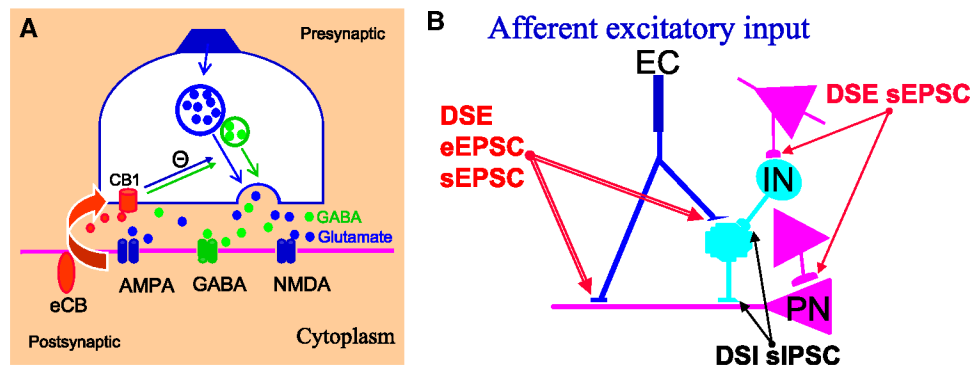 A
Presynaptic
Θ
CB1
GABA
Glutamate
AMPA
GABA
NMDA
eCB
Postsynaptic
Cytoplasm
B
Afferent excitatory input
EC
DSE
eEPSC
sEPSC
DSE sEPSC
IN
PN
DSI sIPSC